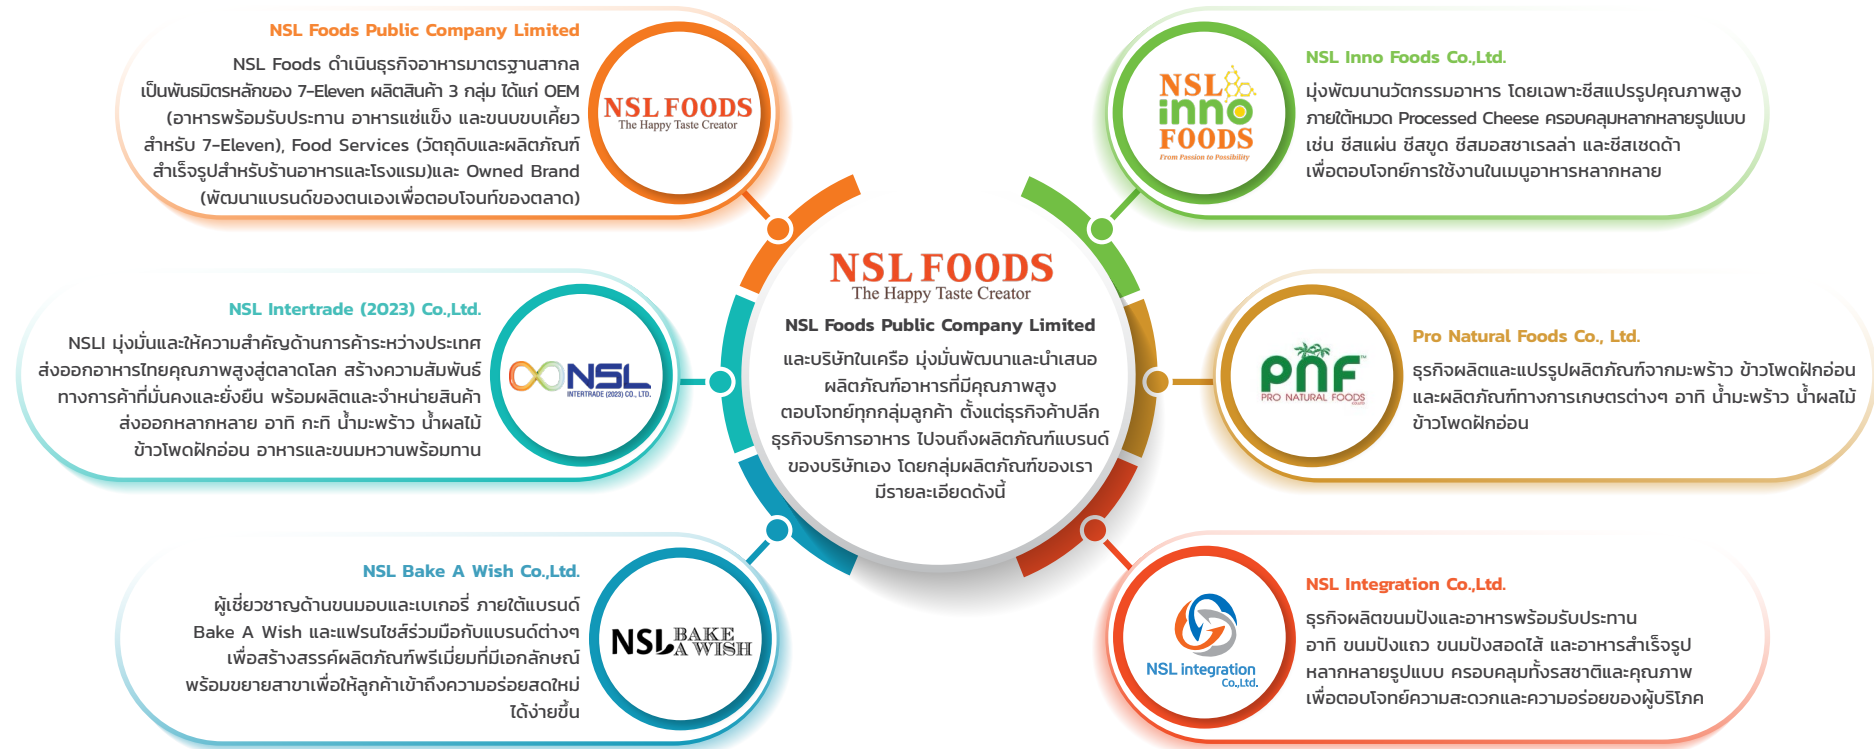 NSL Foods Public Company Limited
NSL Foods ดำเนินธุรกิจอาหารมาตรฐานสากล
เป็นพันธมิตรหลักของ 7-Eleven ผลิตสินค้า 3 กลุ่ม ได้แก่ OEM
(อาหารพร้อมรับประทาน อาหารแช่แข็ง และขนบขบเคี้ยว
สำหรับ 7-Eleven), Food Services (วัตถุดิบและผลิตภัณฑ์
สำเร็จรูปสำหรับร้านอาหารและโรงแรม)และ Owned Brand
(พัฒนาแบรนด์ของตนเองเพื่อตอบโจนท์ของตลาด)
NSL FOODS
The Happy Taste Creator
NSL Intertrade (2023) Co.,Ltd.
NSLI มุ่งมั่นและให้ความสำคัญด้านการค้าระหว่างประเทศ
ส่งออกอาหารไทยคุณภาพสูงสู่ตลาดโลก สร้างความสัมพันธ์
ทางการค้าที่มั่นคงและยั่งยืน พร้อมผลิตและจำหน่ายสินค้า
ส่งออกหลากหลาย อาทิ กะทิ น้ำมะพร้าว น้ำผลไม้
ข้าวโพดฝักอ่อน อาหารและขนมหวานพร้อมทาน
NSL
INTERTRADE (2023) CO., LTD.
NSL Bake A Wish Co.,Ltd.
ผู้เชี่ยวชาญด้านขนมอบและเบเกอรี่ ภายใต้แบรนด์
Bake A Wish และแฟรนไชส์ร่วมมือกับแบรนด์ต่างๆ
เพื่อสร้างสรรค์ผลิตภัณฑ์พรีเมี่ยมที่มีเอกลักษณ์
พร้อมขยายสาขาเพื่อให้ลูกค้าเข้าถึงความอร่อยสดใหม่
ได้ง่ายขึ้น
NSL BAKE
A WISH
NSL FOODS
The Happy Taste Creator
NSL Foods Public Company Limited
และบริษัทในเครือ มุ่งมั่นพัฒนาและนำเสนอ
ผลิตภัณฑ์อาหารที่มีคุณภาพสูง
ตอบโจทย์ทุกกลุ่มลูกค้า ตั้งแต่ธุรกิจค้าปลีก
ธุรกิจบริการอาหาร ไปจนถึงผลิตภัณฑ์แบรนด์
ของบริษัทเอง โดยกลุ่มผลิตภัณฑ์ของเรา
มีรายละเอียดดังนี้
NSL
inno
FOODS
From Passion to Possibility
NSL Inno Foods Co.,Ltd.
มุ่งพัฒนานวัตกรรมอาหาร โดยเฉพาะชีสแปรรูปคุณภาพสูง
ภายใต้หมวด Processed Cheese ครอบคลุมหลากหลายรูปแบบ
เช่น ชีสแผ่น ชีสขูด ชีสมอสซาเรลล่า และชีสเชดด้า
เพื่อตอบโจทย์การใช้งานในเมนูอาหารหลากหลาย
PNF
PRO NATURAL FOODS
Pro Natural Foods Co., Ltd.
ธุรกิจผลิตและแปรรูปผลิตภัณฑ์จากมะพร้าว ข้าวโพดฝักอ่อน
และผลิตภัณฑ์ทางการเกษตรต่างๆ อาทิ น้ำมะพร้าว น้ำผลไม้
ข้าวโพดฝักอ่อน
NSL integration
Co.,Ltd.
NSL Integration Co.,Ltd.
ธุรกิจผลิตขนมปังและอาหารพร้อมรับประทาน
อาทิ ขนมปังแถว ขนมปังสอดไส้ และอาหารสำเร็จรูป
หลากหลายรูปแบบ ครอบคลุมทั้งรสชาติและคุณภาพ
เพื่อตอบโจทย์ความสะดวกและความอร่อยของผู้บริโภค